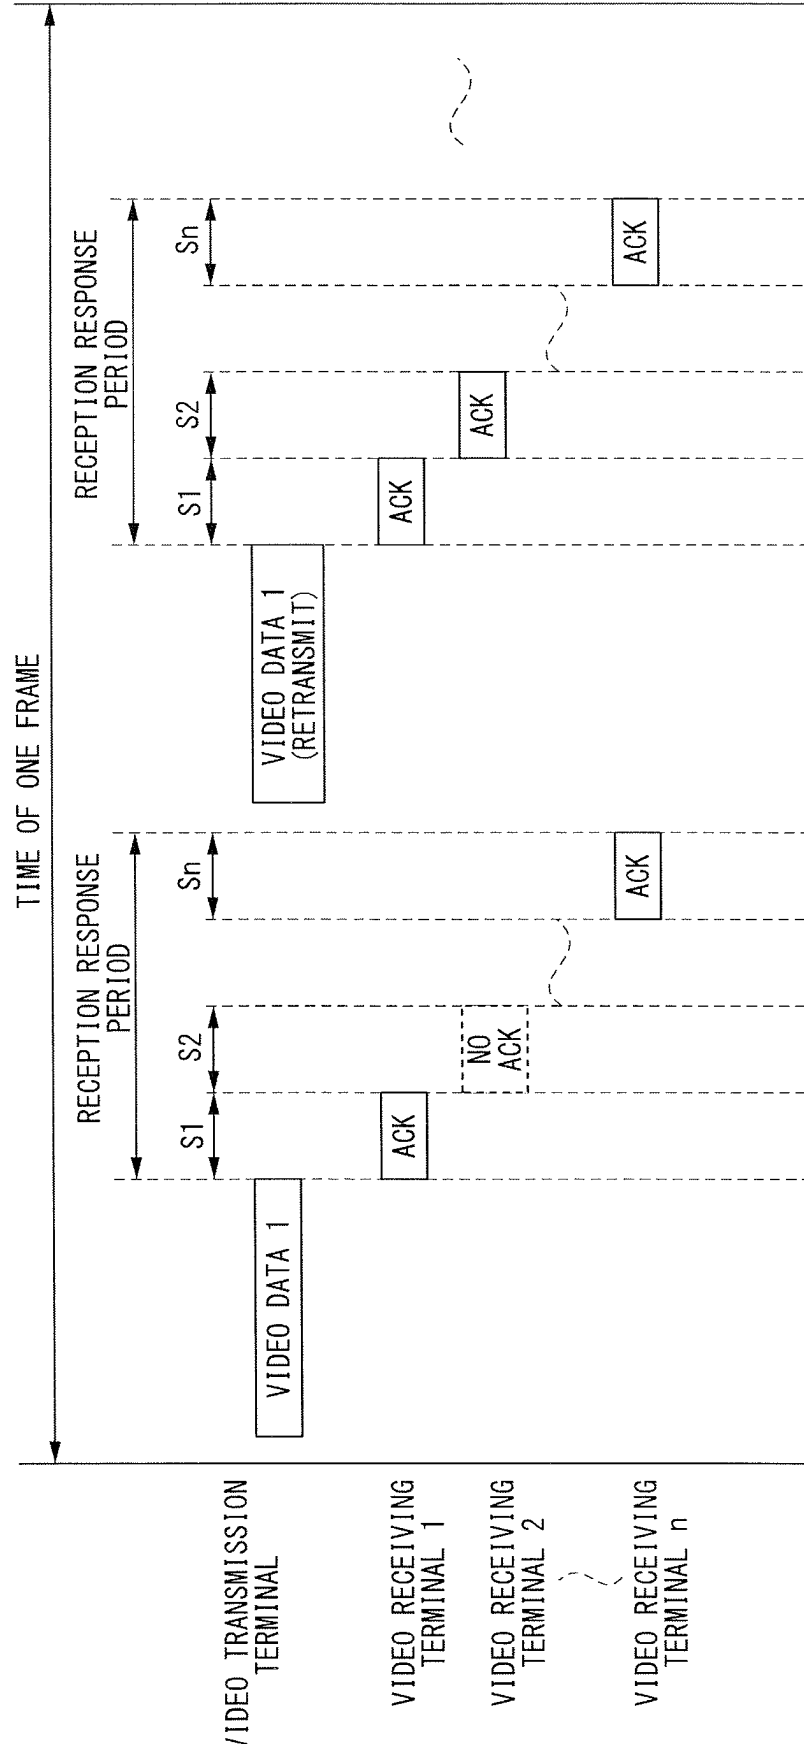 TIME OF ONE FRAME
RECEPTION RESPONSE
PERIOD
RECEPTION RESPONSE
PERIOD
S1
S2
Sn
S1
S2
Sn
VIDEO TRANSMISSION
TERMINAL
VIDEO DATA 1
VIDEO DATA 1
(RETRANSMIT)
VIDEO RECEIVING
TERMINAL 1
ACK
ACK
VIDEO RECEIVING
TERMINAL 2
NO
ACK
ACK
VIDEO RECEIVING
TERMINAL n
ACK
ACK